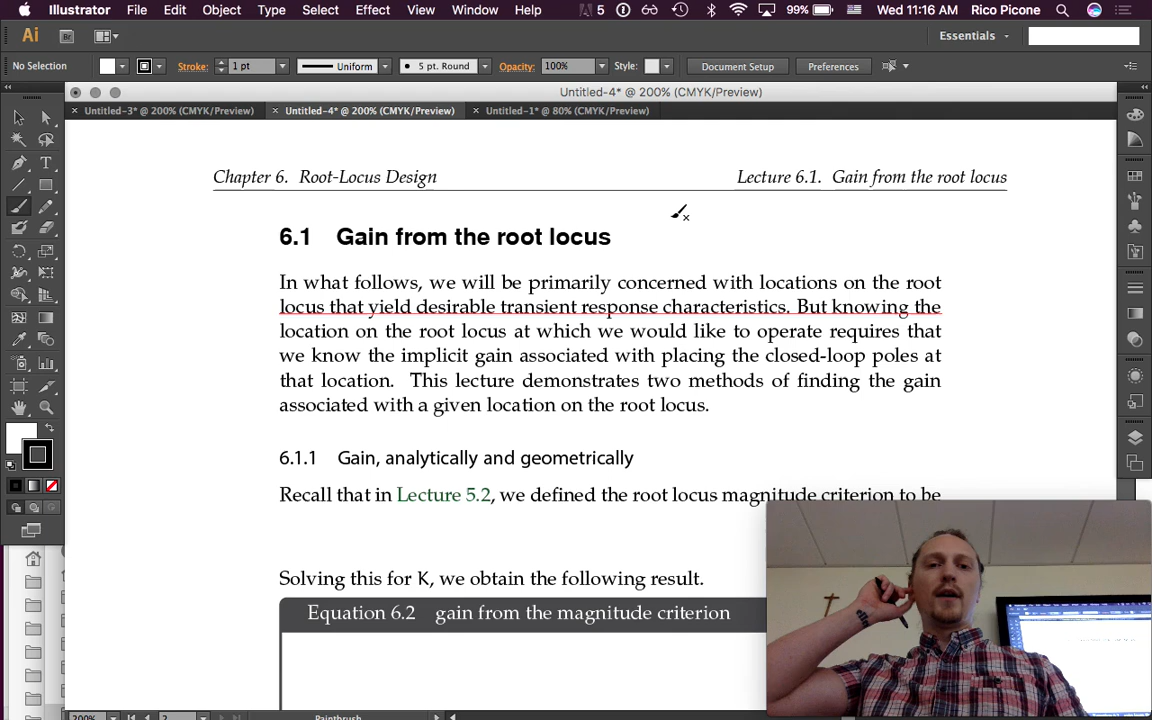 Illustrator File Edit Object Type Select Effect View Window Help 5 99% Wed 11:16 AM Rico Picone
Ai Br Essentials
No Selection Stroke: 1 pt Uniform 5 pt. Round Opacity: 100% Style: Document Setup Preferences
Untitled-4* @ 200% (CMYK/Preview)
Untitled-3* @ 200% (CMYK/Preview) Untitled-4* @ 200% (CMYK/Preview) Untitled-1* @ 80% (CMYK/Preview)
Chapter 6. Root-Locus Design Lecture 6.1. Gain from the root locus
6.1 Gain from the root locus
In what follows, we will be primarily concerned with locations on the root
locus that yield desirable transient response characteristics. But knowing the
location on the root locus at which we would like to operate requires that
we know the implicit gain associated with placing the closed-loop poles at
that location. This lecture demonstrates two methods of finding the gain
associated with a given location on the root locus.
6.1.1 Gain, analytically and geometrically
Recall that in Lecture 5.2, we defined the root locus magnitude criterion to be
Solving this for K, we obtain the following result.
Equation 6.2 gain from the magnitude criterion
200% 2 Paintbrush